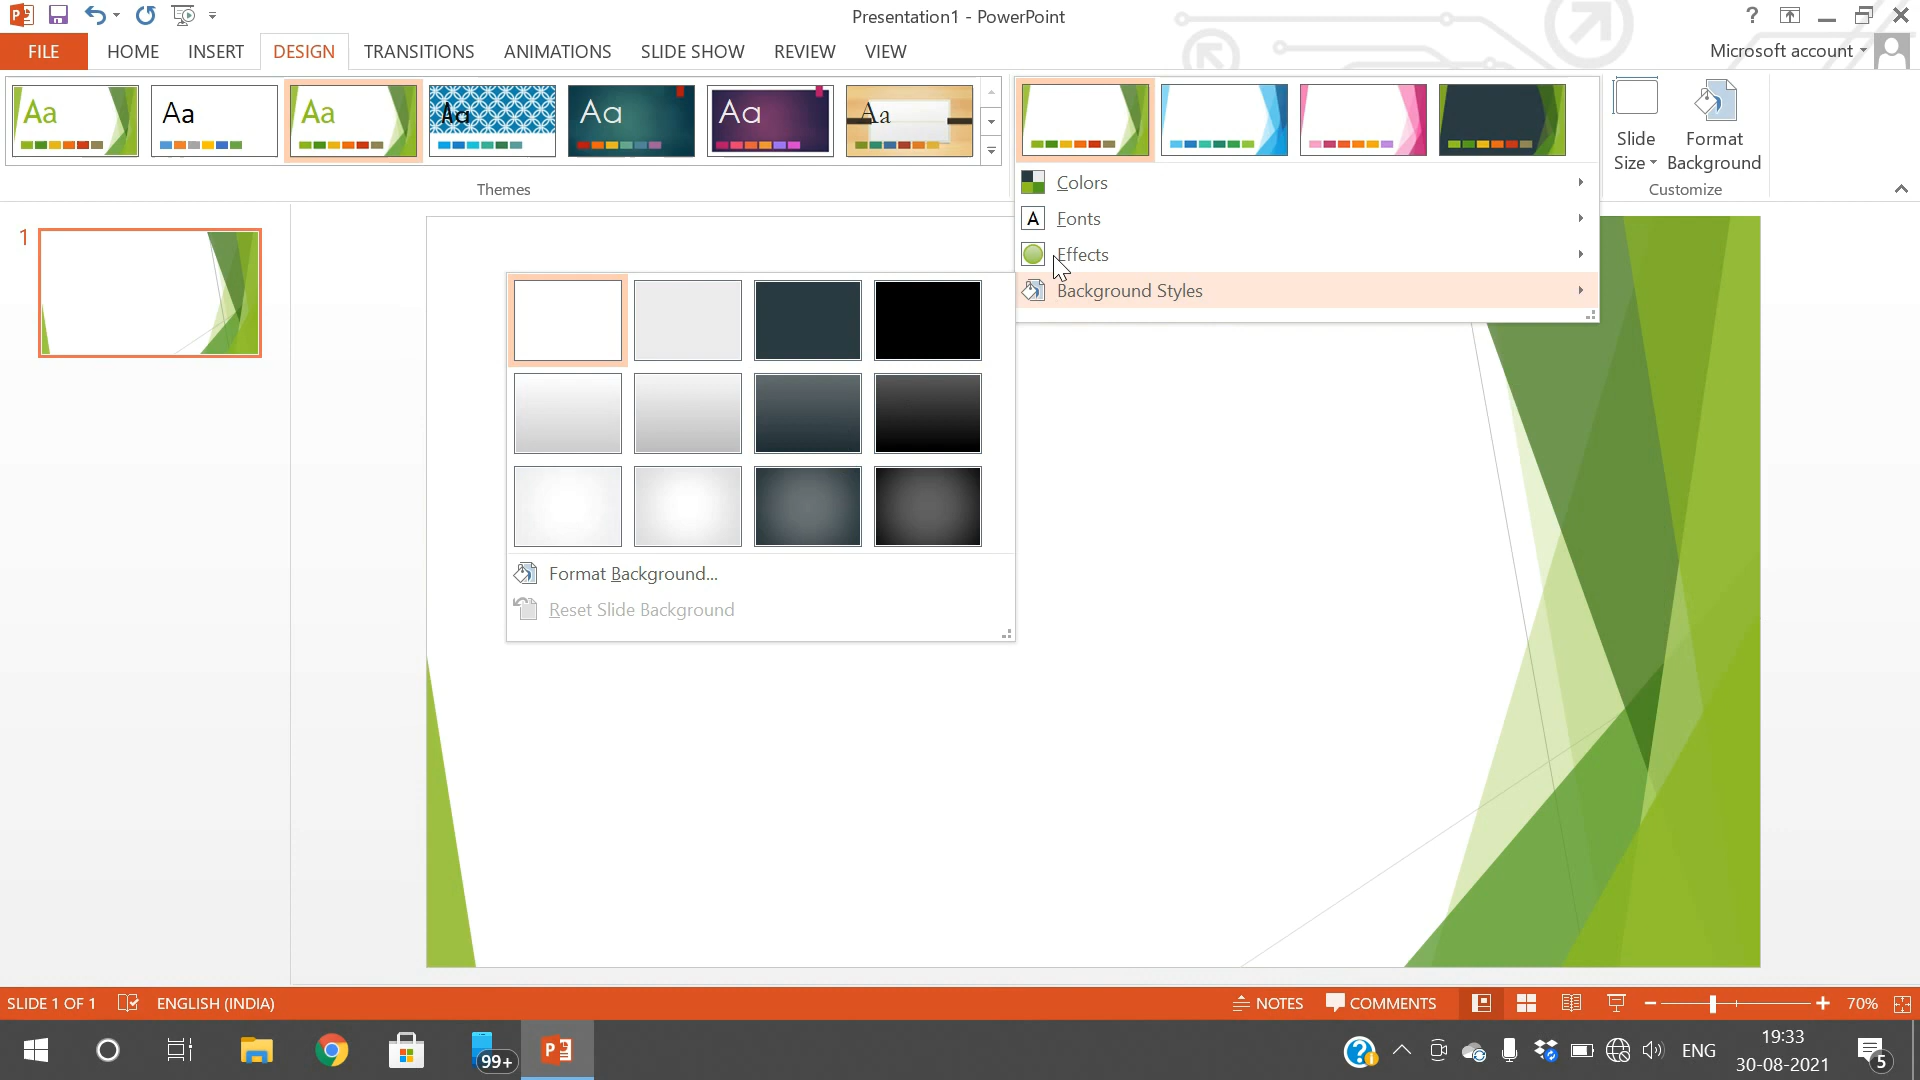 Presentation1 - PowerPoint
?
FILE HOME INSERT DESIGN TRANSITIONS ANIMATIONS SLIDE SHOW REVIEW VIEW
Microsoft account
Aa Aa Aa Aa Aa Aa Aa
Themes
Colors
A Fonts
Effects
Background Styles
Slide Size
Format Background
Customize
1
Format Background...
Reset Slide Background
SLIDE 1 OF 1 ENGLISH (INDIA) NOTES COMMENTS 70%
99+
ENG
19:33
30-08-2021
5